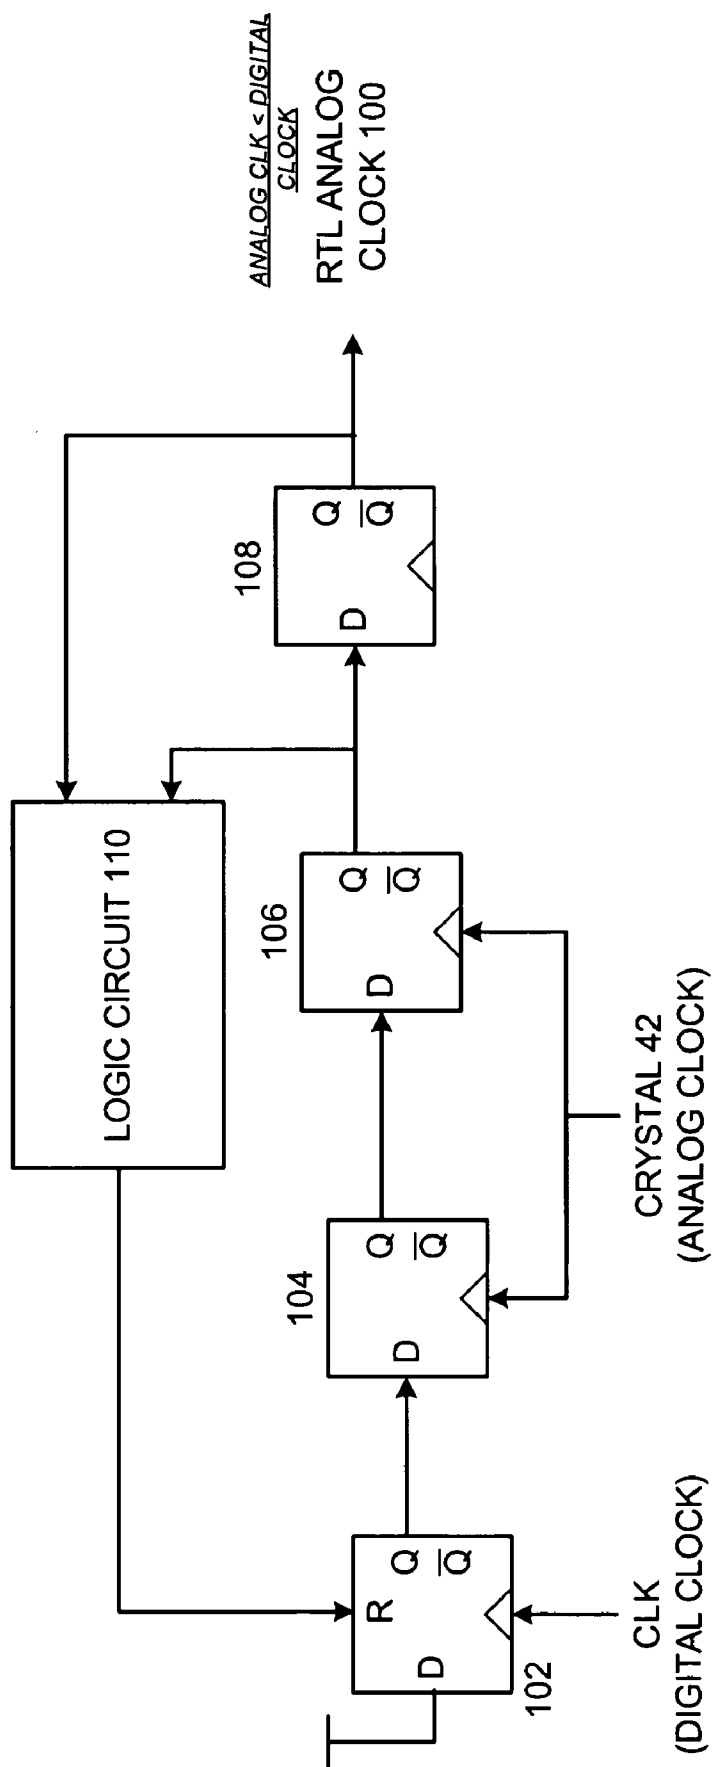 ANALOG CLK < DIGITAL
CLOCK
RTL ANALOG
CLOCK 100
LOGIC CIRCUIT 110
102
R
D
Q
Q
104
D
Q
Q
106
D
Q
Q
108
D
Q
Q
CLK
(DIGITAL CLOCK)
CRYSTAL 42
(ANALOG CLOCK)